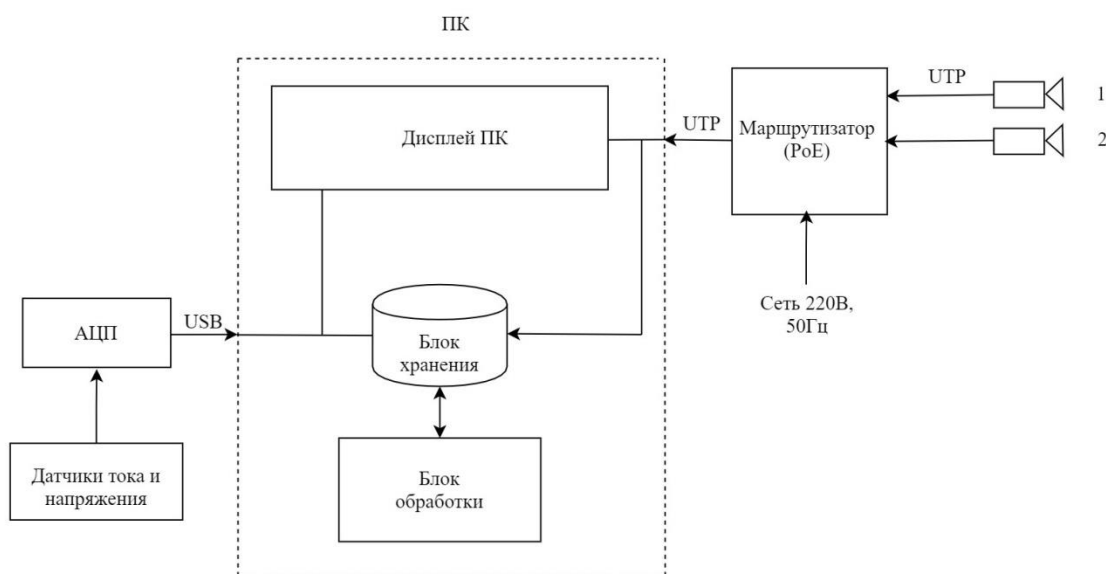 ПК
UTP
1
Дисплей ПК
UTP
Маршрутизатор
(PoE)
2
Сеть 220В,
50Гц
АЦП
USB
Блок
хранения
Датчики тока и
напряжения
Блок
обработки